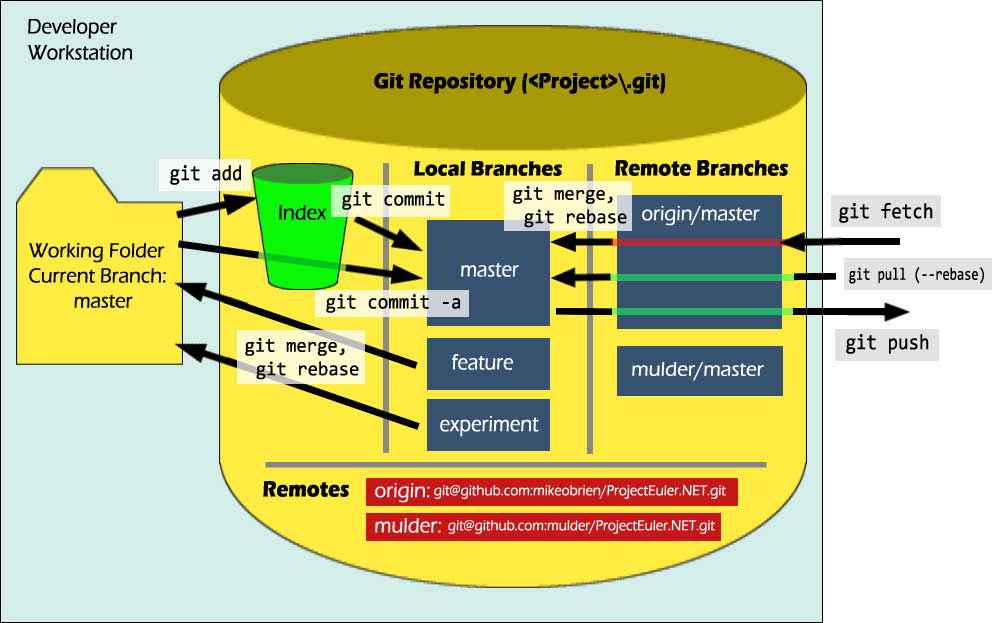 Developer
Workstation
Git Repository (<Project>\.git)
Local Branches
Remote Branches
git add
Index
git commit
git merge,
git rebase
origin/master
git fetch
Working Folder
Current Branch:
master
master
git pull (--rebase)
git commit -a
git push
git merge,
git rebase
feature
mulder/master
experiment
Remotes
origin: git@github.com:mikeobrien/ProjectEuler.NET.git
mulder: git@github.com:mulder/ProjectEuler.NET.git